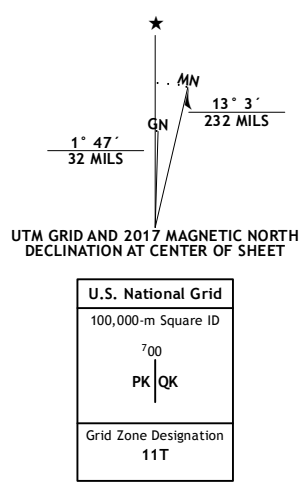 ★
MN
GN
13° 3´
232 MILS
1° 47´
32 MILS
UTM GRID AND 2017 MAGNETIC NORTH
DECLINATION AT CENTER OF SHEET
U.S. National Grid
100,000-m Square ID
⁷00
PK QK
Grid Zone Designation
11T